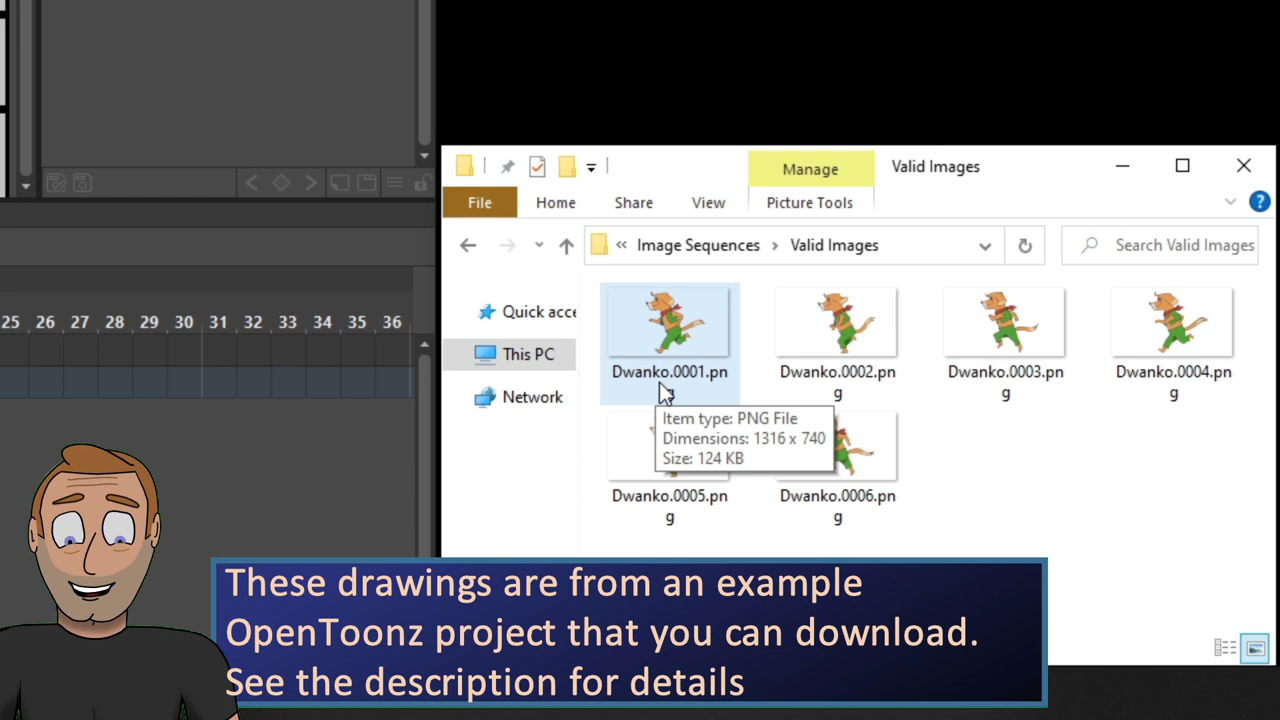 Manage
Valid Images
File
Home
Share
View
Picture Tools
« Image Sequences > Valid Images
Search Valid Images
25 26 27 28 29 30 31 32 33 34 35 36
Quick acce
This PC
Network
Dwanko.0001.pn
g
Dwanko.0002.pn
g
Dwanko.0003.pn
g
Dwanko.0004.pn
g
Item type: PNG File
Dimensions: 1316 x 740
Size: 124 KB
Dwanko.0005.pn
g
Dwanko.0006.pn
g
These drawings are from an example
OpenToonz project that you can download.
See the description for details